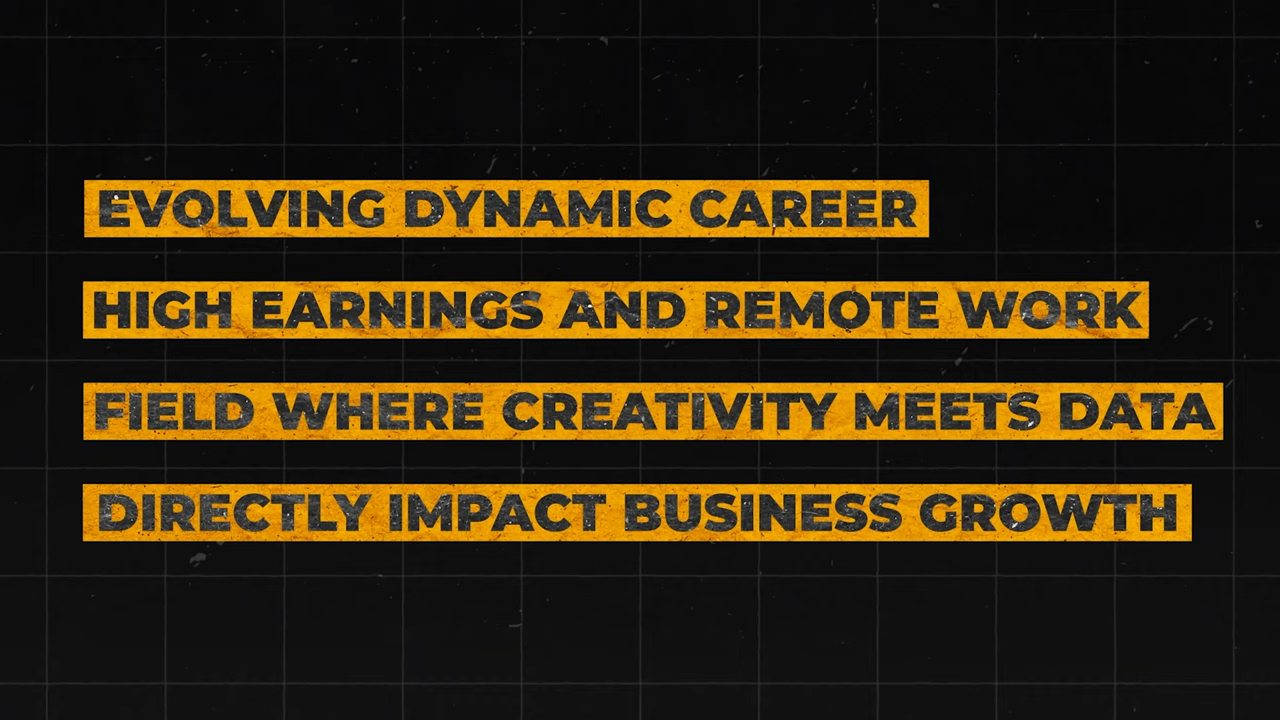 EVOLVING DYNAMIC CAREER
HIGH EARNINGS AND REMOTE WORK
FIELD WHERE CREATIVITY MEETS DATA
DIRECTLY IMPACT BUSINESS GROWTH